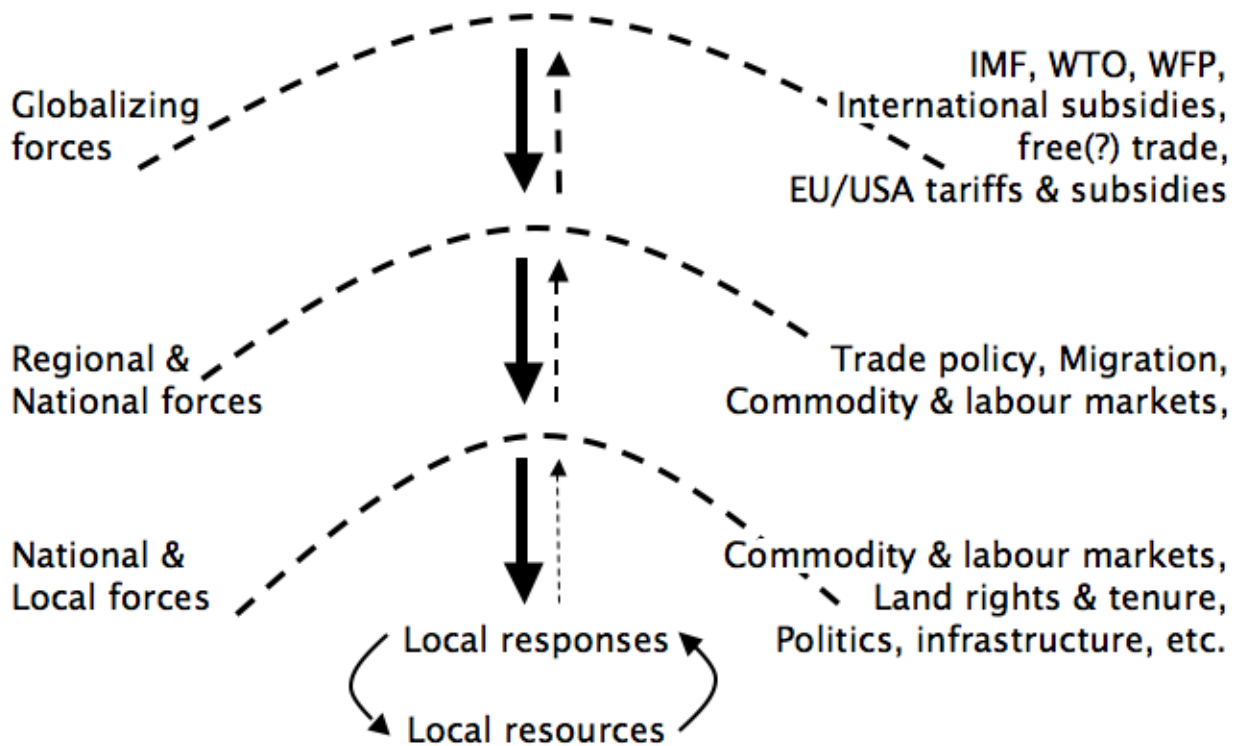 Globalizing
forces
IMF, WTO, WFP,
International subsidies,
free(?) trade,
EU/USA tariffs & subsidies
Regional &
National forces
Trade policy, Migration,
Commodity & labour markets,
National &
Local forces
Commodity & labour markets,
Land rights & tenure,
Politics, infrastructure, etc.
Local responses
Local resources